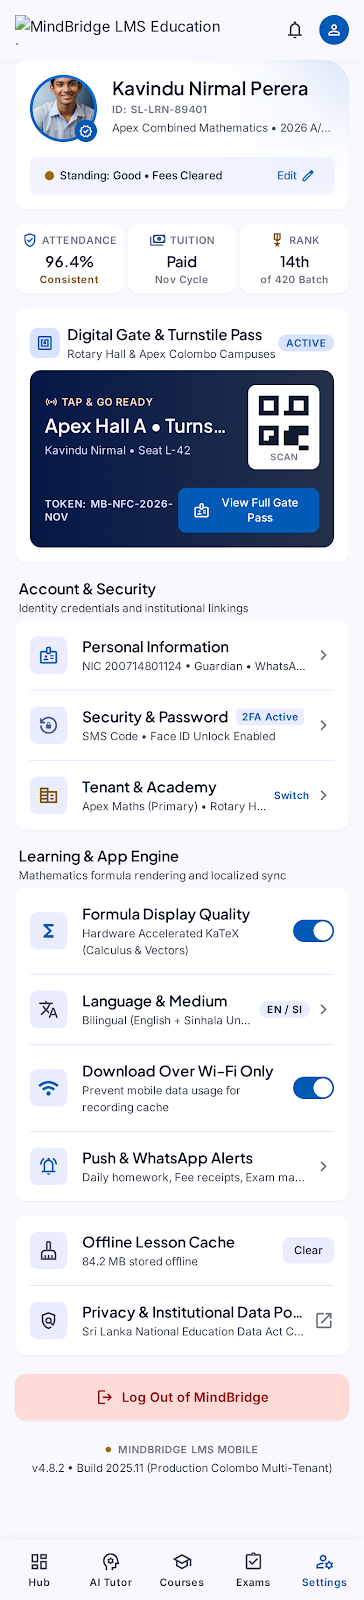 MindBridge LMS Education
.
Kavindu Nirmal Perera
ID: SL-LRN-89401
Apex Combined Mathematics • 2026 A/...
Standing: Good • Fees Cleared
Edit
ATTENDANCE
96.4%
Consistent
TUITION
Paid
Nov Cycle
RANK
14th
of 420 Batch
Digital Gate & Turnstile Pass
Rotary Hall & Apex Colombo Campuses
ACTIVE
TAP & GO READY
Apex Hall A • Turns...
Kavindu Nirmal • Seat L-42
SCAN
TOKEN: MB-NFC-2026-
NOV
View Full Gate
Pass
Account & Security
Identity credentials and institutional linkings
Personal Information
NIC 200714801124 • Guardian • WhatsA...
Security & Password
2FA Active
SMS Code • Face ID Unlock Enabled
Tenant & Academy
Apex Maths (Primary) • Rotary H...
Switch
Learning & App Engine
Mathematics formula rendering and localized sync
Formula Display Quality
Hardware Accelerated KaTeX
(Calculus & Vectors)
Language & Medium
Bilingual (English + Sinhala Un...
EN / SI
Download Over Wi-Fi Only
Prevent mobile data usage for
recording cache
Push & WhatsApp Alerts
Daily homework, Fee receipts, Exam ma...
Offline Lesson Cache
84.2 MB stored offline
Clear
Privacy & Institutional Data Po...
Sri Lanka National Education Data Act C...
Log Out of MindBridge
MINDBRIDGE LMS MOBILE
v4.8.2 • Build 2025.11 (Production Colombo Multi-Tenant)
Hub
AI Tutor
Courses
Exams
Settings